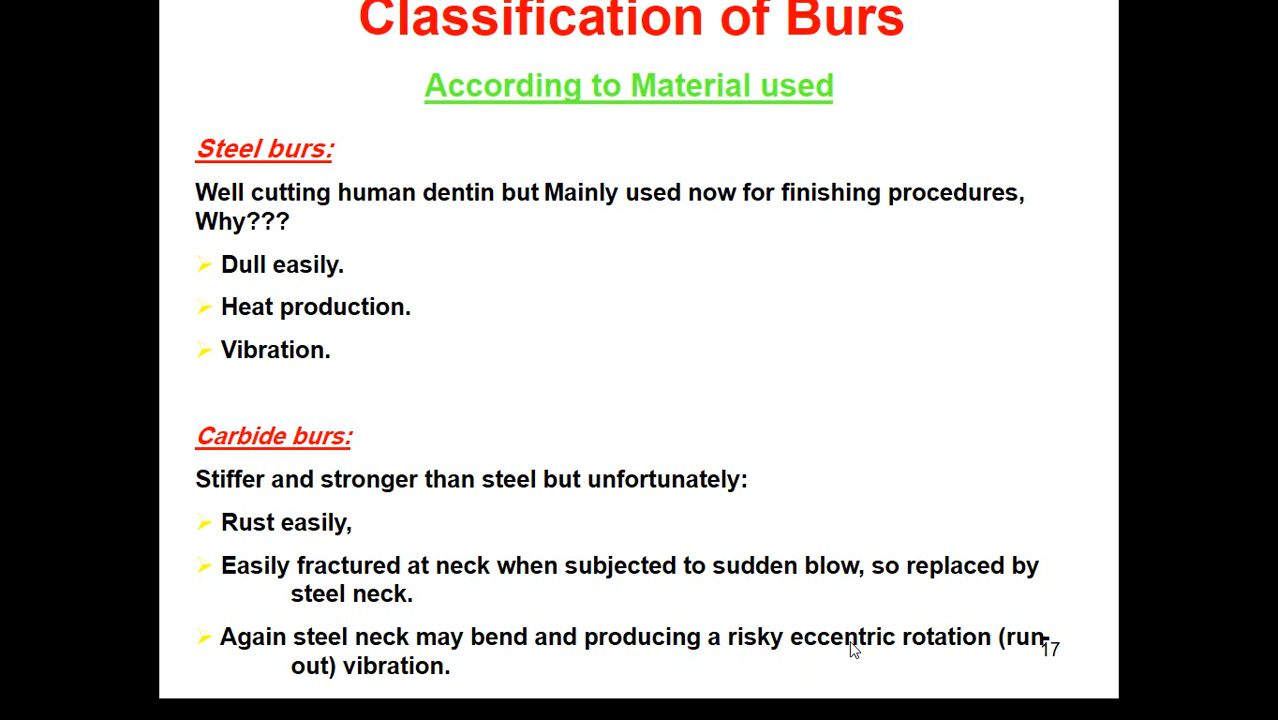 Classification of Burs
According to Material used
Steel burs:
Well cutting human dentin but Mainly used now for finishing procedures,
Why???
Dull easily.
Heat production.
Vibration.
Carbide burs:
Stiffer and stronger than steel but unfortunately:
Rust easily,
Easily fractured at neck when subjected to sudden blow, so replaced by
steel neck.
Again steel neck may bend and producing a risky eccentric rotation (run-
out) vibration.
17